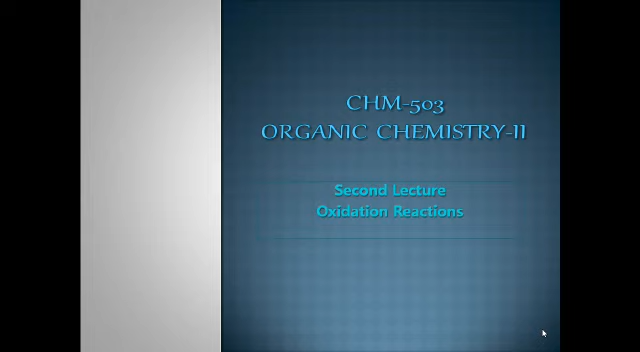 CHM-503
ORGANIC CHEMISTRY-II
Second Lecture
Oxidation Reactions